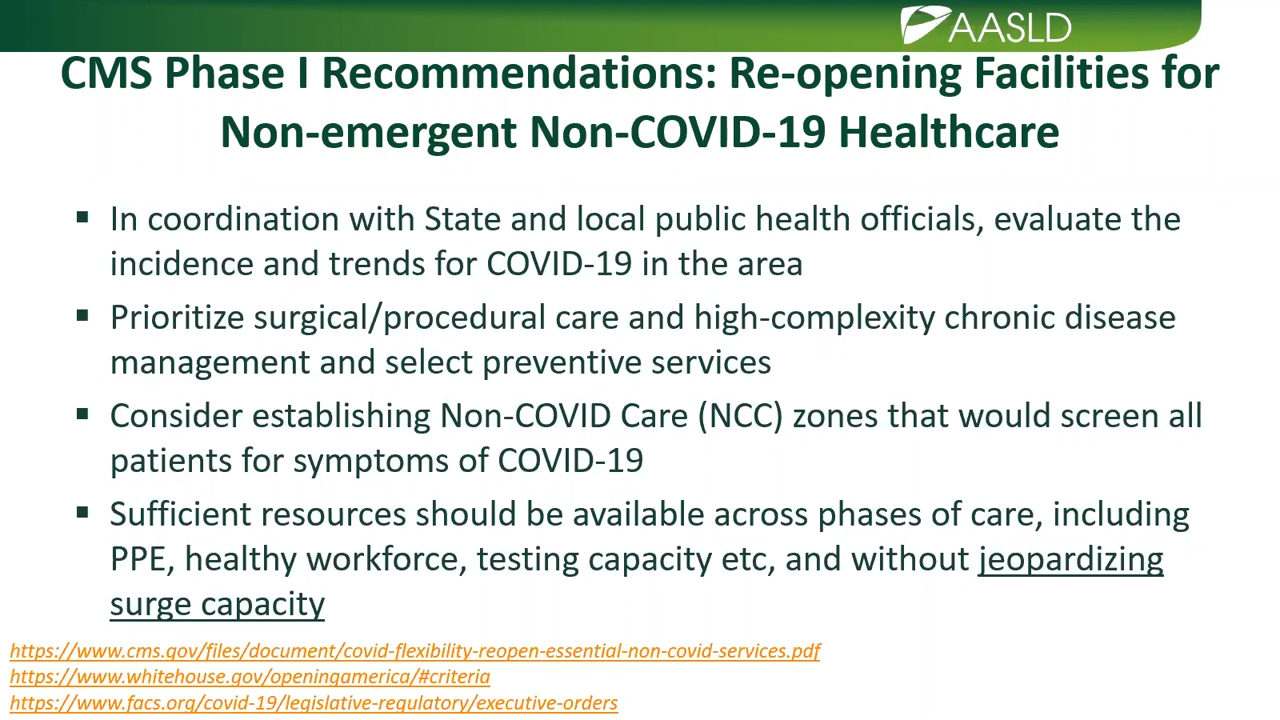 AASLD
CMS Phase I Recommendations: Re-opening Facilities for
Non-emergent Non-COVID-19 Healthcare
▪ In coordination with State and local public health officials, evaluate the
incidence and trends for COVID-19 in the area
▪ Prioritize surgical/procedural care and high-complexity chronic disease
management and select preventive services
▪ Consider establishing Non-COVID Care (NCC) zones that would screen all
patients for symptoms of COVID-19
▪ Sufficient resources should be available across phases of care, including
PPE, healthy workforce, testing capacity etc, and without jeopardizing
surge capacity
https://www.cms.gov/files/document/covid-flexibility-reopen-essential-non-covid-services.pdf
https://www.whitehouse.gov/openingamerica/#criteria
https://www.facs.org/covid-19/legislative-regulatory/executive-orders